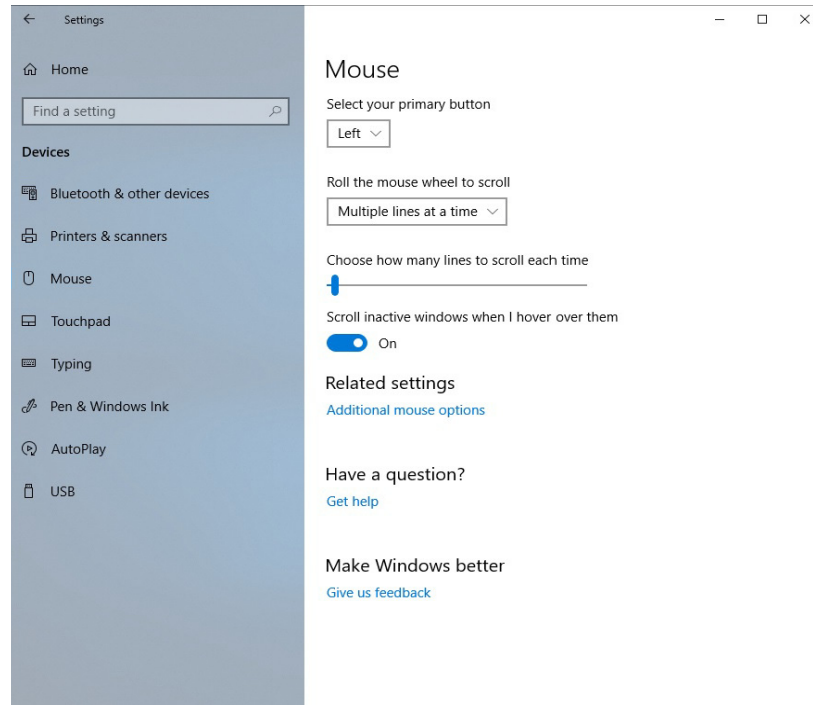 Settings
Home
Find a setting
Devices
Bluetooth & other devices
Printers & scanners
Mouse
Touchpad
Typing
Pen & Windows Ink
AutoPlay
USB
Mouse
Select your primary button
Left
Roll the mouse wheel to scroll
Multiple lines at a time
Choose how many lines to scroll each time
Scroll inactive windows when I hover over them
On
Related settings
Additional mouse options
Have a question?
Get help
Make Windows better
Give us feedback